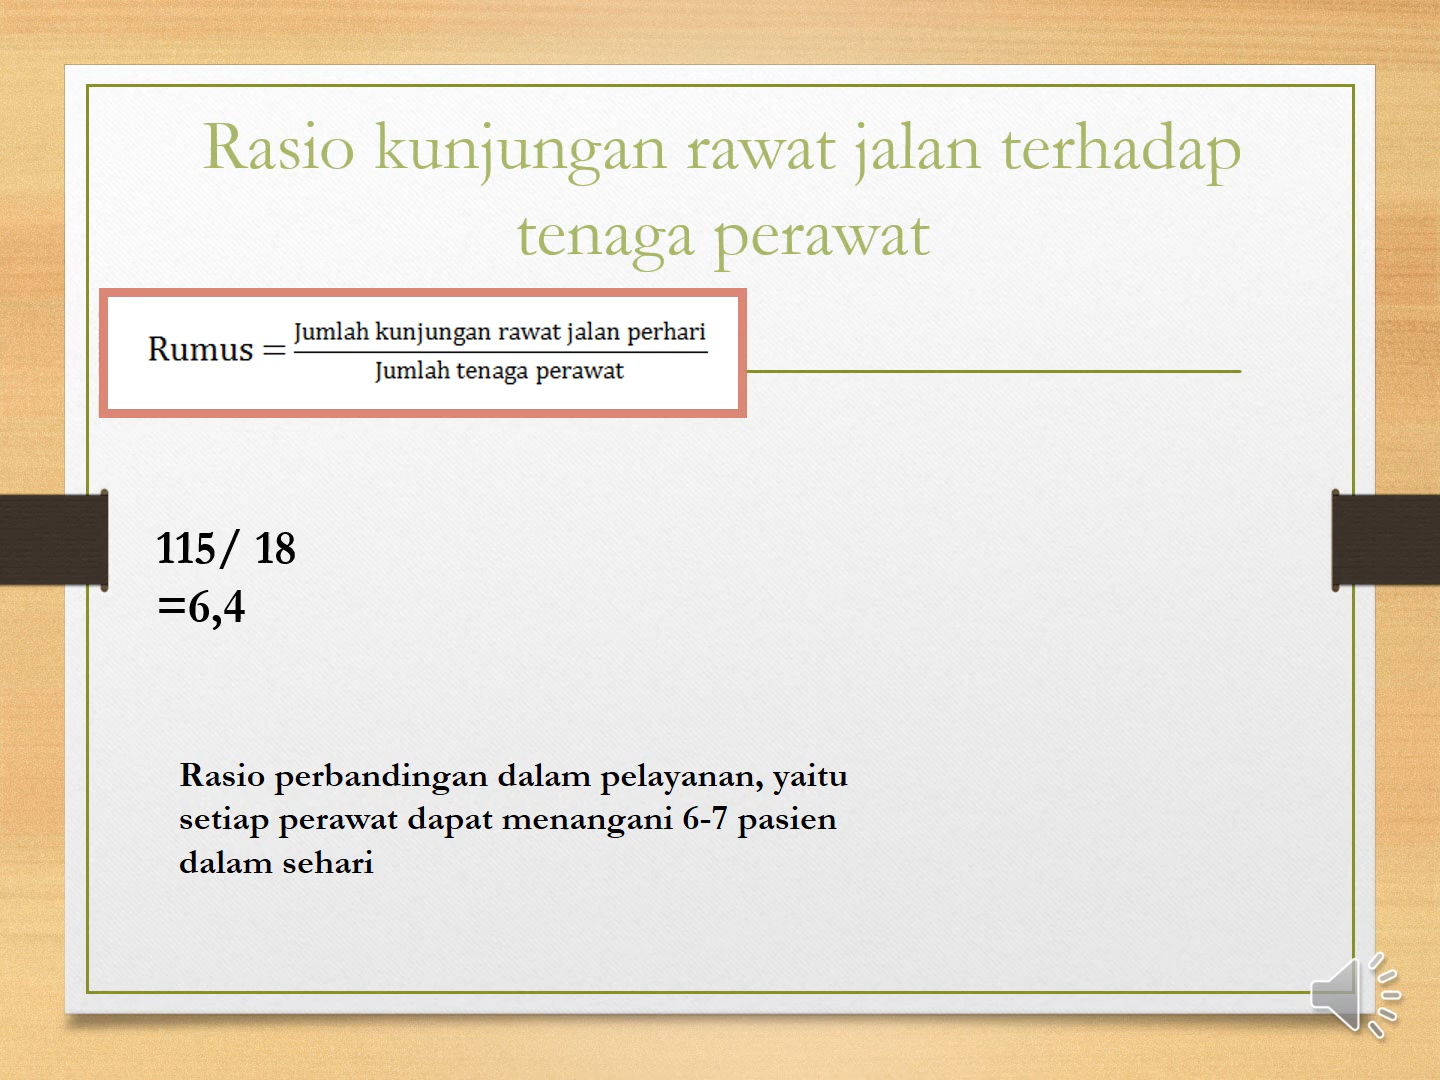 Rasio kunjungan rawat jalan terhadap
tenaga perawat
Rumus = Jumlah kunjungan rawat jalan perhari
Jumlah tenaga perawat
115/ 18
=6,4
Rasio perbandingan dalam pelayanan, yaitu
setiap perawat dapat menangani 6-7 pasien
dalam sehari